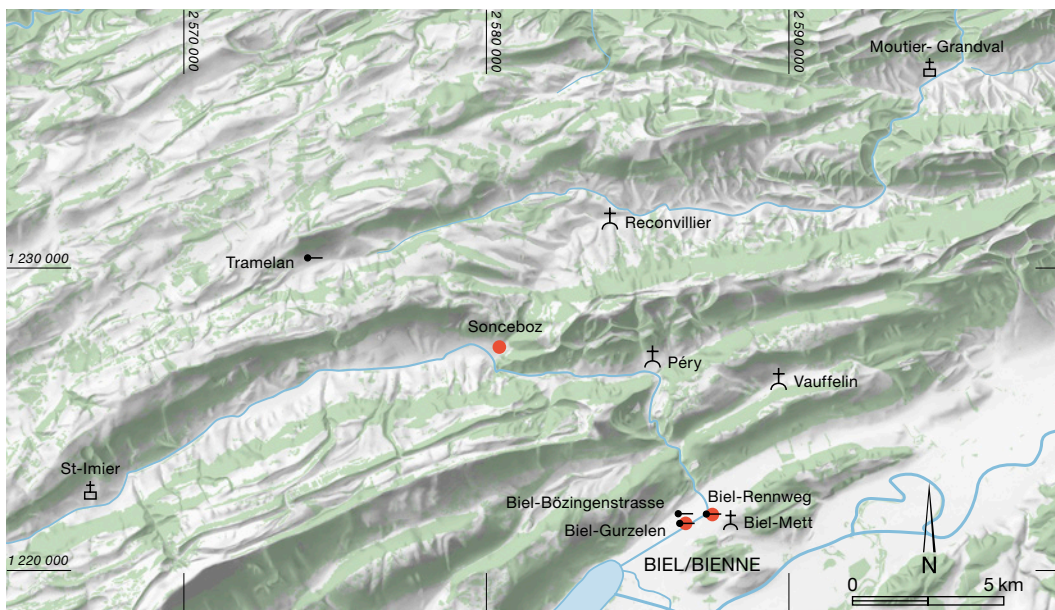 2 570 000
2 580 000
2 590 000
Moutier- Grandval
Reconvillier
Tramelan
1 230 000
Sonceboz
Péry
Vauffelin
St-Imier
Biel-Bözingenstrasse
Biel-Rennweg
Biel-Gurzelen
Biel-Mett
BIEL/BIENNE
N
1 220 000
0
5 km